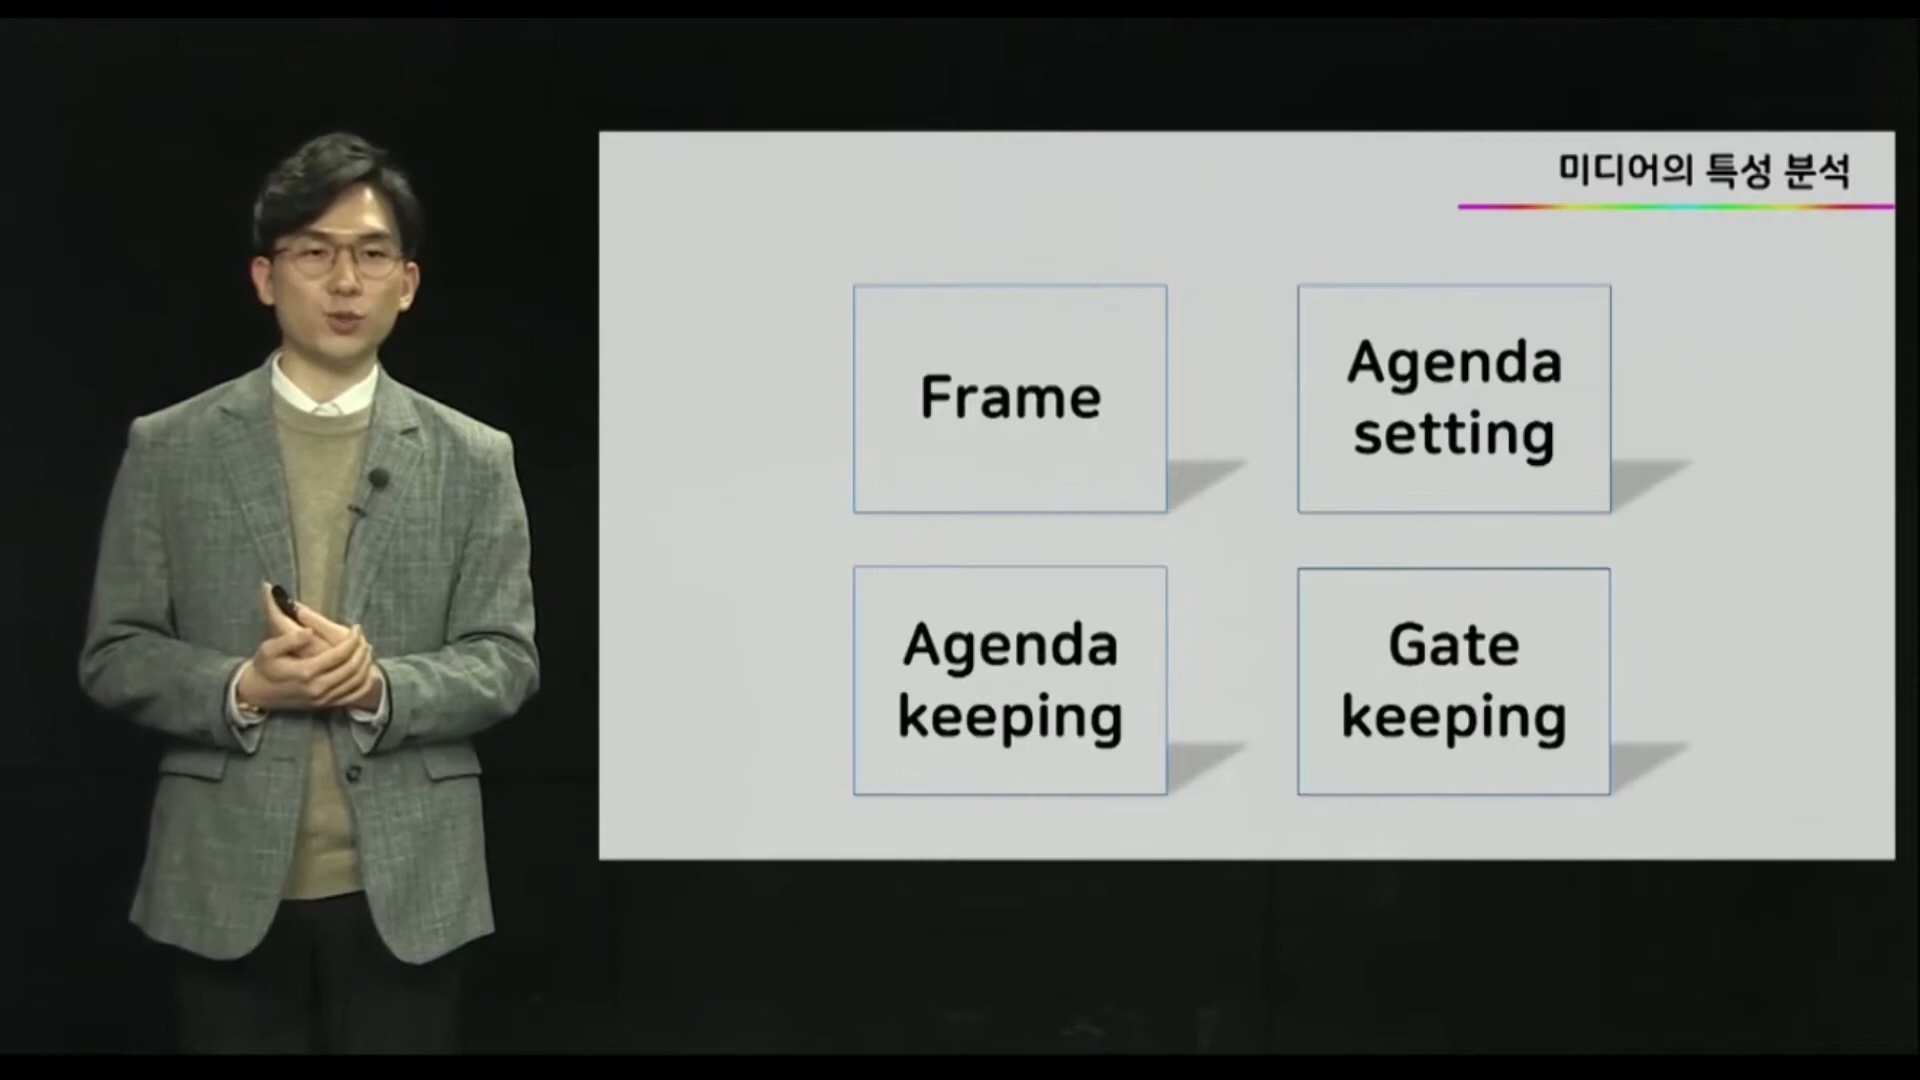 미디어의 특성 분석
Frame
Agenda
setting
Agenda
keeping
Gate
keeping